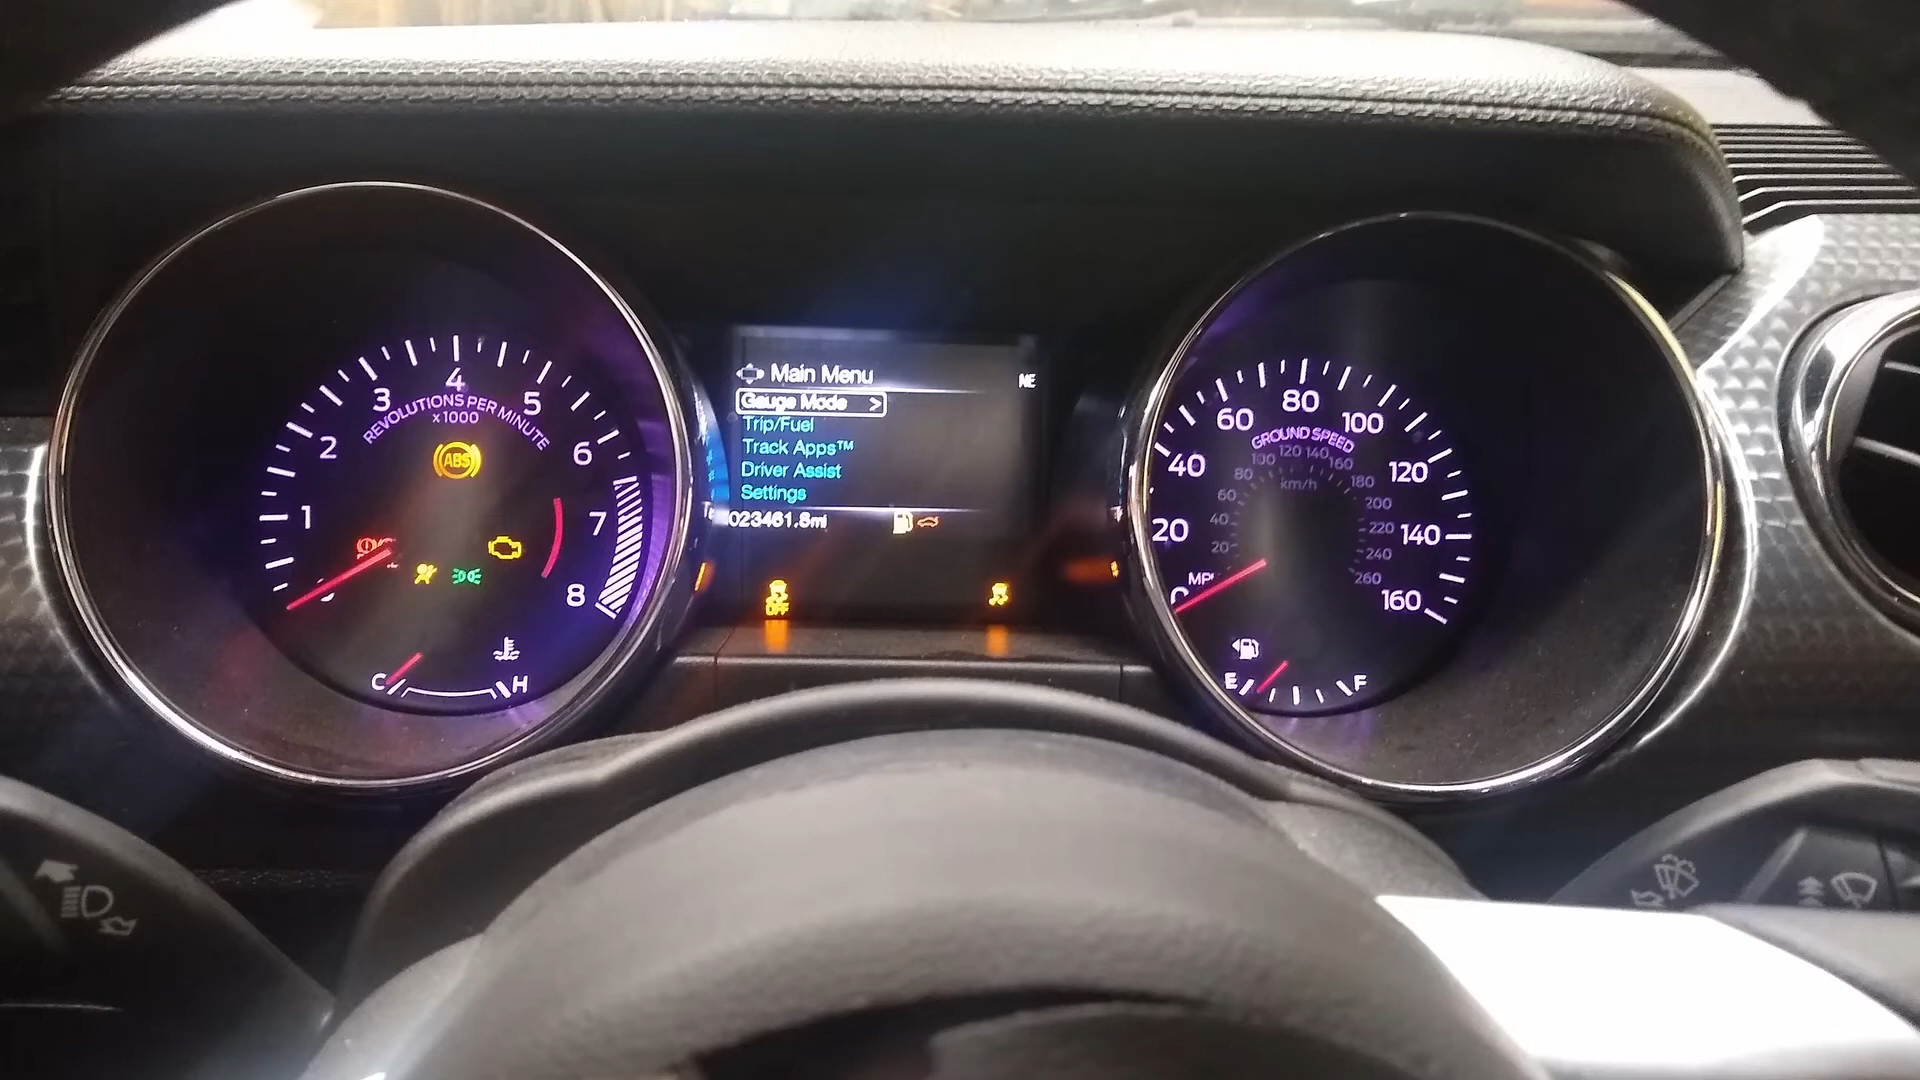 4
3
5
REVOLUTIONS PER MINUTE
x1000
2
6
ABS
1
7
8
C
H
Main Menu
NE
Gauge Mode >
Trip/Fuel
Track Apps™
Driver Assist
Settings
023461.8mi
OFF
80
60
100
GROUND SPEED
40
120
120
140
100
160
80
180
km/h
60
200
20
40
220
140
20
240
260
0
160
E
F